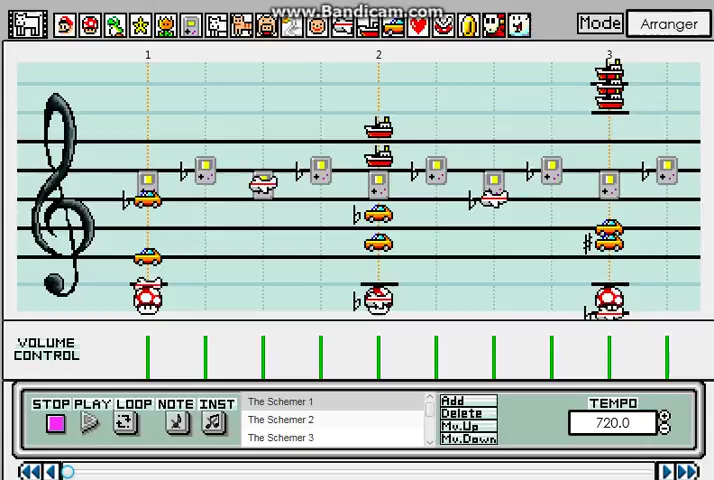 www.Bandicam.com
Mode Arranger
1 2 3
VOLUME
CONTROL
STOP PLAY LOOP NOTE INST
The Schemer 1
The Schemer 2
The Schemer 3
Add
Delete
Mv.Up
Mv.Down
TEMPO
720.0